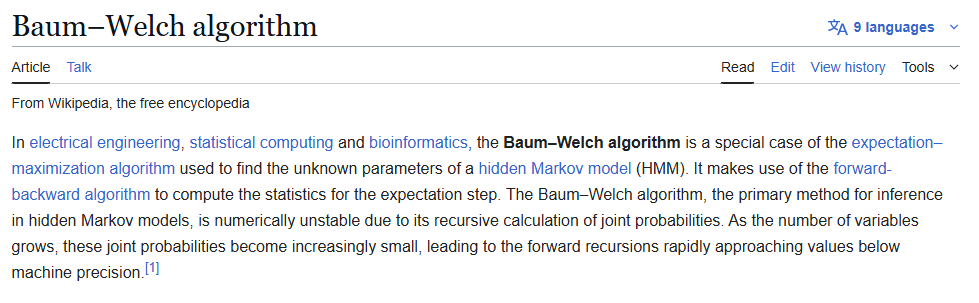 Baum–Welch algorithm
9 languages
Article Talk Read Edit View history Tools
From Wikipedia, the free encyclopedia
In electrical engineering, statistical computing and bioinformatics, the Baum–Welch algorithm is a special case of the expectation–
maximization algorithm used to find the unknown parameters of a hidden Markov model (HMM). It makes use of the forward-
backward algorithm to compute the statistics for the expectation step. The Baum–Welch algorithm, the primary method for inference
in hidden Markov models, is numerically unstable due to its recursive calculation of joint probabilities. As the number of variables
grows, these joint probabilities become increasingly small, leading to the forward recursions rapidly approaching values below
machine precision.[1]